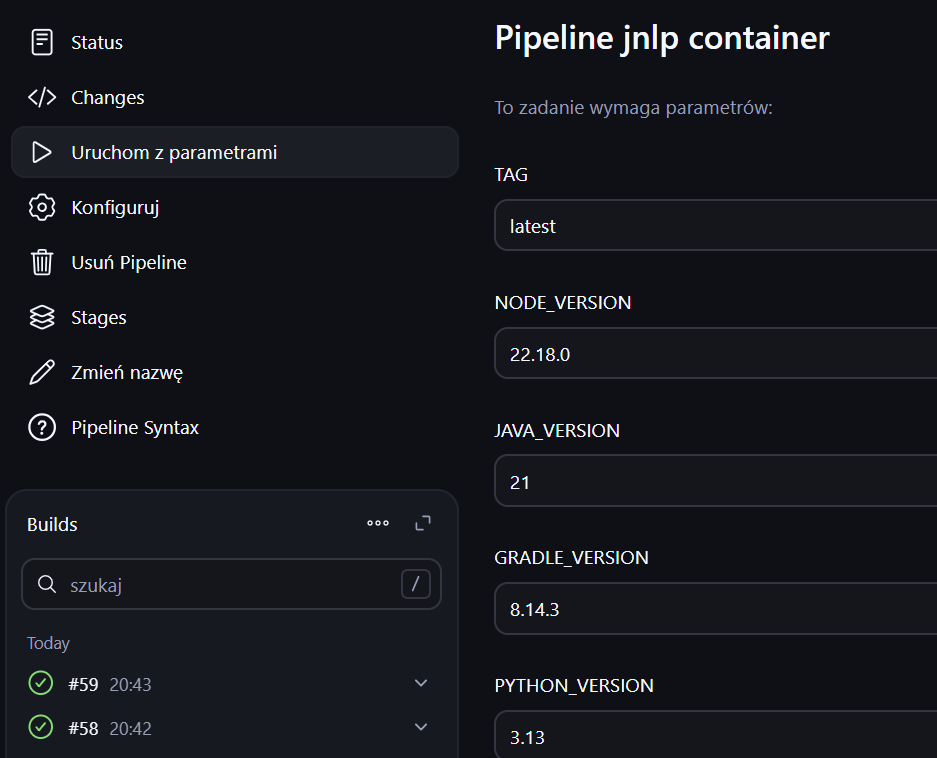 Status
Changes
Uruchom z parametrami
Konfiguruj
Usuń Pipeline
Stages
Zmień nazwę
Pipeline Syntax
Builds
szukaj
/
Today
#59 20:43
#58 20:42
Pipeline jnlp container
To zadanie wymaga parametrów:
TAG
latest
NODE_VERSION
22.18.0
JAVA_VERSION
21
GRADLE_VERSION
8.14.3
PYTHON_VERSION
3.13